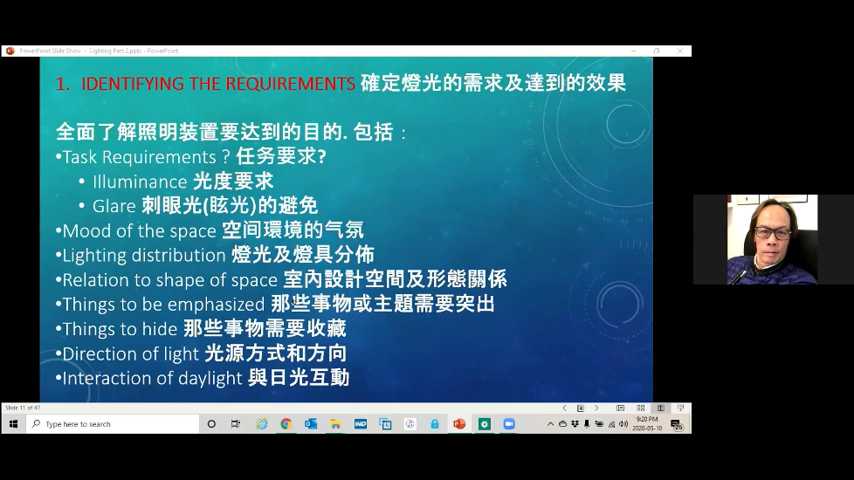 PowerPoint Slide Show - Lighting Part 2.pptx - PowerPoint
1. IDENTIFYING THE REQUIREMENTS 確定燈光的需求及達到的效果
全面了解照明装置要达到的目的. 包括：
•Task Requirements ? 任务要求?
• Illuminance 光度要求
• Glare 刺眼光(眩光)的避免
•Mood of the space 空间環境的气氛
•Lighting distribution 燈光及燈具分佈
•Relation to shape of space 室內設計空間及形態關係
•Things to be emphasized 那些事物或主題需要突出
•Things to hide 那些事物需要收藏
•Direction of light 光源方式和方向
•Interaction of daylight 與日光互動
Slide 11 of 47
Type here to search
9:20 PM
2020-05-10